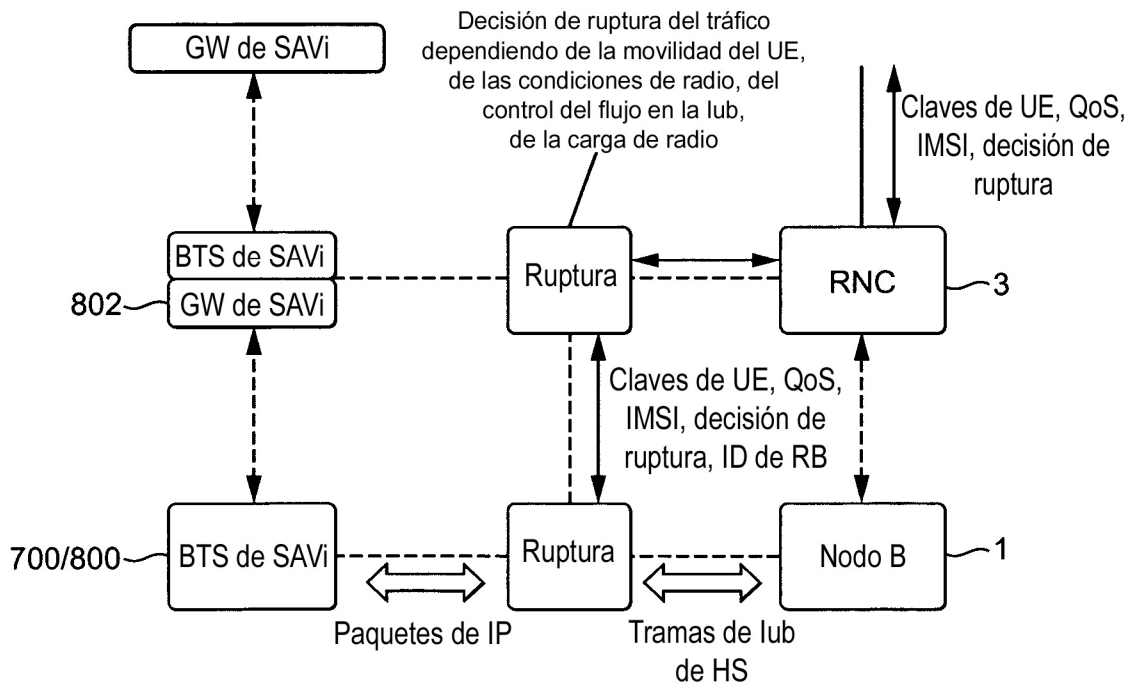 GW de SAVi
Decisión de ruptura del tráfico
dependiendo de la movilidad del UE,
de las condiciones de radio, del
control del flujo en la Iub,
de la carga de radio
Claves de UE, QoS,
IMSI, decisión de
ruptura
BTS de SAVi
GW de SAVi
802
Ruptura
RNC
3
Claves de UE, QoS,
IMSI, decisión de
ruptura, ID de RB
700/800
BTS de SAVi
Ruptura
Nodo B
1
Paquetes de IP
Tramas de Iub
de HS